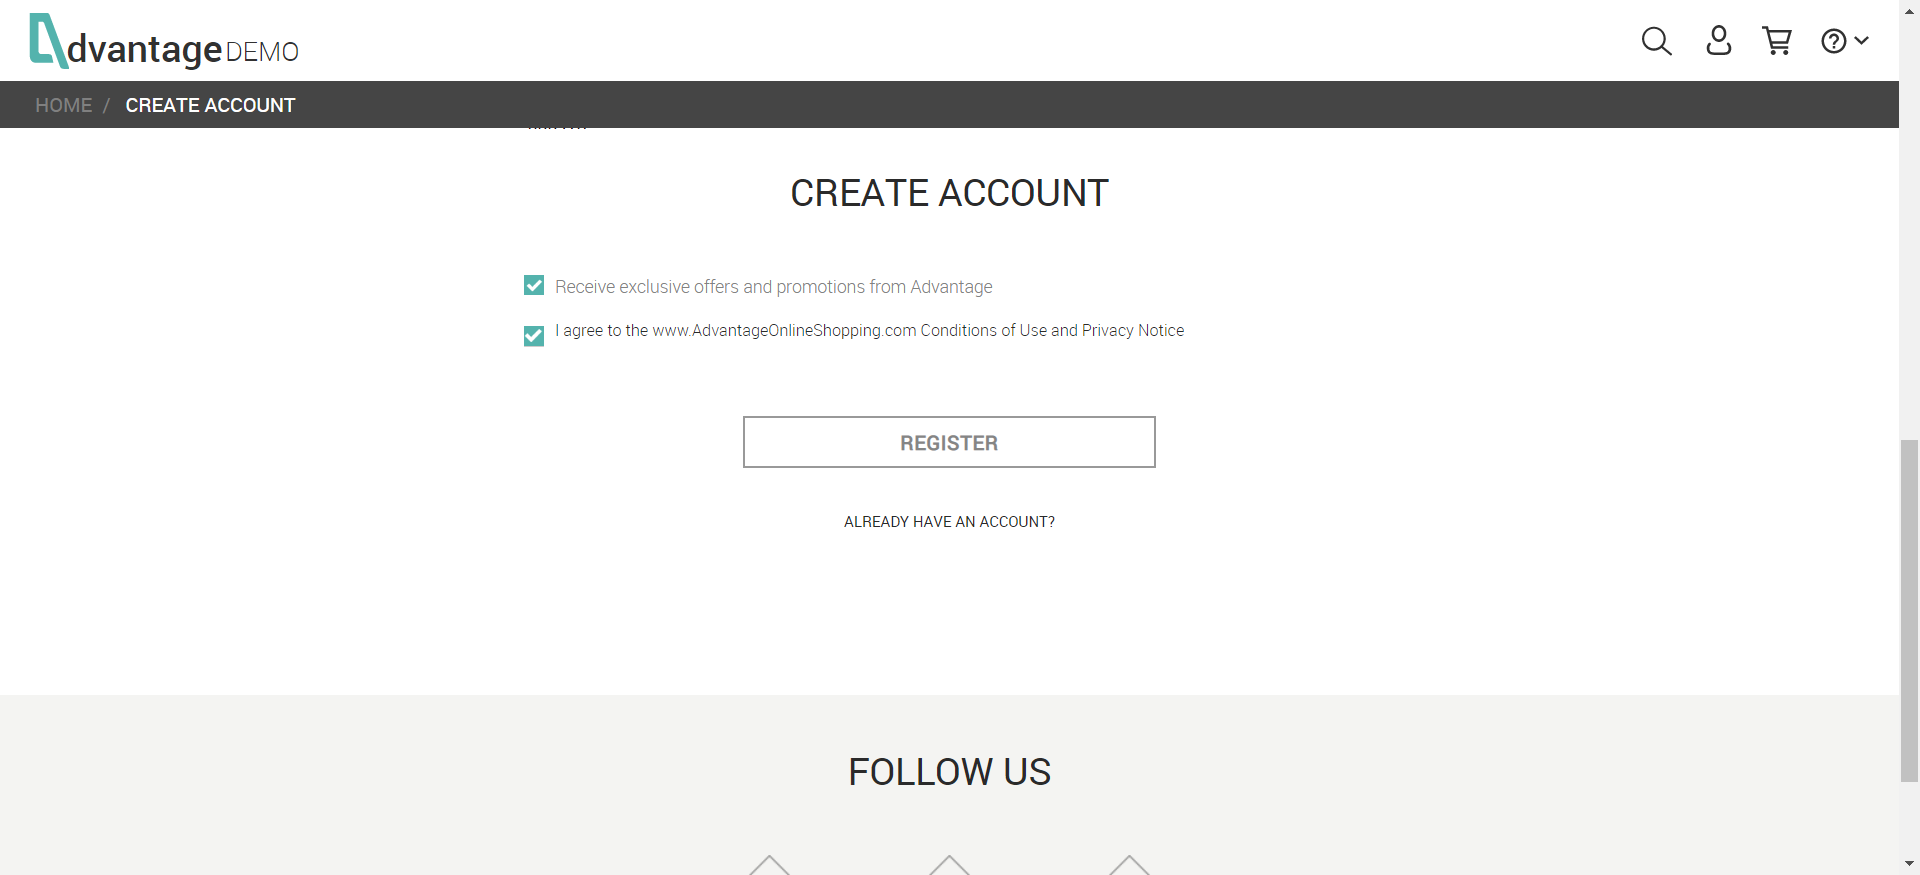 dvantage DEMO
HOME / CREATE ACCOUNT
CREATE ACCOUNT
Receive exclusive offers and promotions from Advantage
I agree to the www.AdvantageOnlineShopping.com Conditions of Use and Privacy Notice
REGISTER
ALREADY HAVE AN ACCOUNT?
FOLLOW US